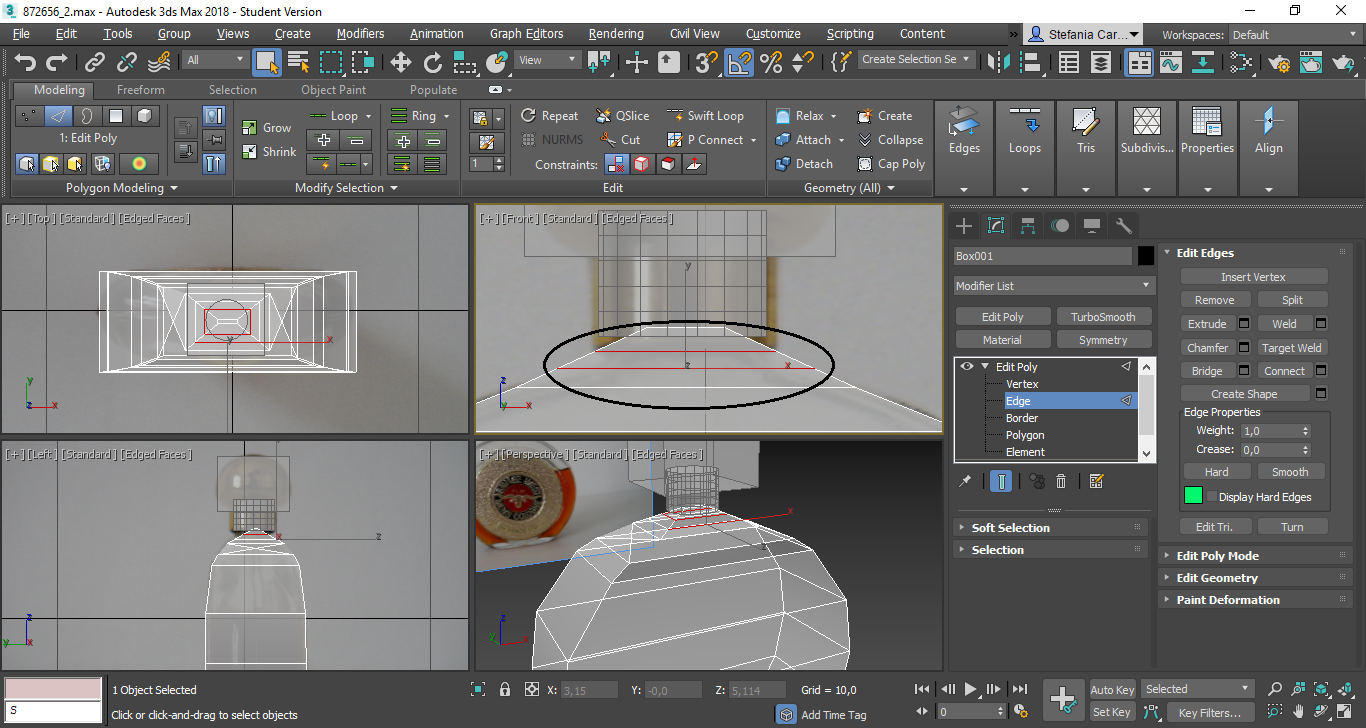 872656_2.max - Autodesk 3ds Max 2018 - Student Version
File Edit Tools Group Views Create Modifiers Animation Graph Editors Rendering Civil View Customize Scripting Content » Stefania Car... Workspaces: Default
All View Create Selection Se
Modeling Freeform Selection Object Paint Populate
1: Edit Poly
Polygon Modeling
Grow
Shrink
Loop
Ring
Modify Selection
1
Repeat QSlice Swift Loop
NURMS Cut P Connect
Constraints:
Edit
Relax Create
Attach Collapse
Detach Cap Poly
Geometry (All)
Edges Loops Tris Subdivis... Properties Align
[+] [Top] [Standard] [Edged Faces]
y
x
y
z x
[+] [Front] [Standard] [Edged Faces]
y
z x
z
y x
[+] [Left] [Standard] [Edged Faces]
x z
z
y x
[+] [Perspective] [Standard] [Edged Faces]
x
z
z
x
Box001
Modifier List
Edit Poly TurboSmooth
Material Symmetry
Edit Poly
Vertex
Edge
Border
Polygon
Element
Soft Selection
Selection
Edit Edges
Insert Vertex
Remove Split
Extrude Weld
Chamfer Target Weld
Bridge Connect
Create Shape
Edge Properties
Weight: 1,0
Crease: 0,0
Hard Smooth
Display Hard Edges
Edit Tri. Turn
Edit Poly Mode
Edit Geometry
Paint Deformation
S
1 Object Selected
Click or click-and-drag to select objects
X: 3,15 Y: -0,0 Z: 5,114 Grid = 10,0
Add Time Tag
0
Auto Key Selected
Set Key Key Filters...